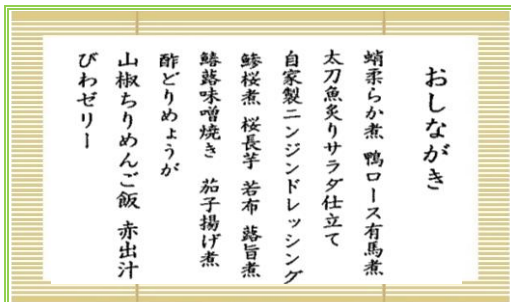 おしながき
蛸柔らか煮 鴨ロース有馬煮
太刀魚炙りサラダ仕立て
自家製ニンジンドレッシング
鯵桜煮 桜長芋 若布 蕗旨煮
鰆蕗味噌焼き 茄子揚げ煮
酢どりめょうが
山椒ちりめんご飯 赤出汁
びわゼリー